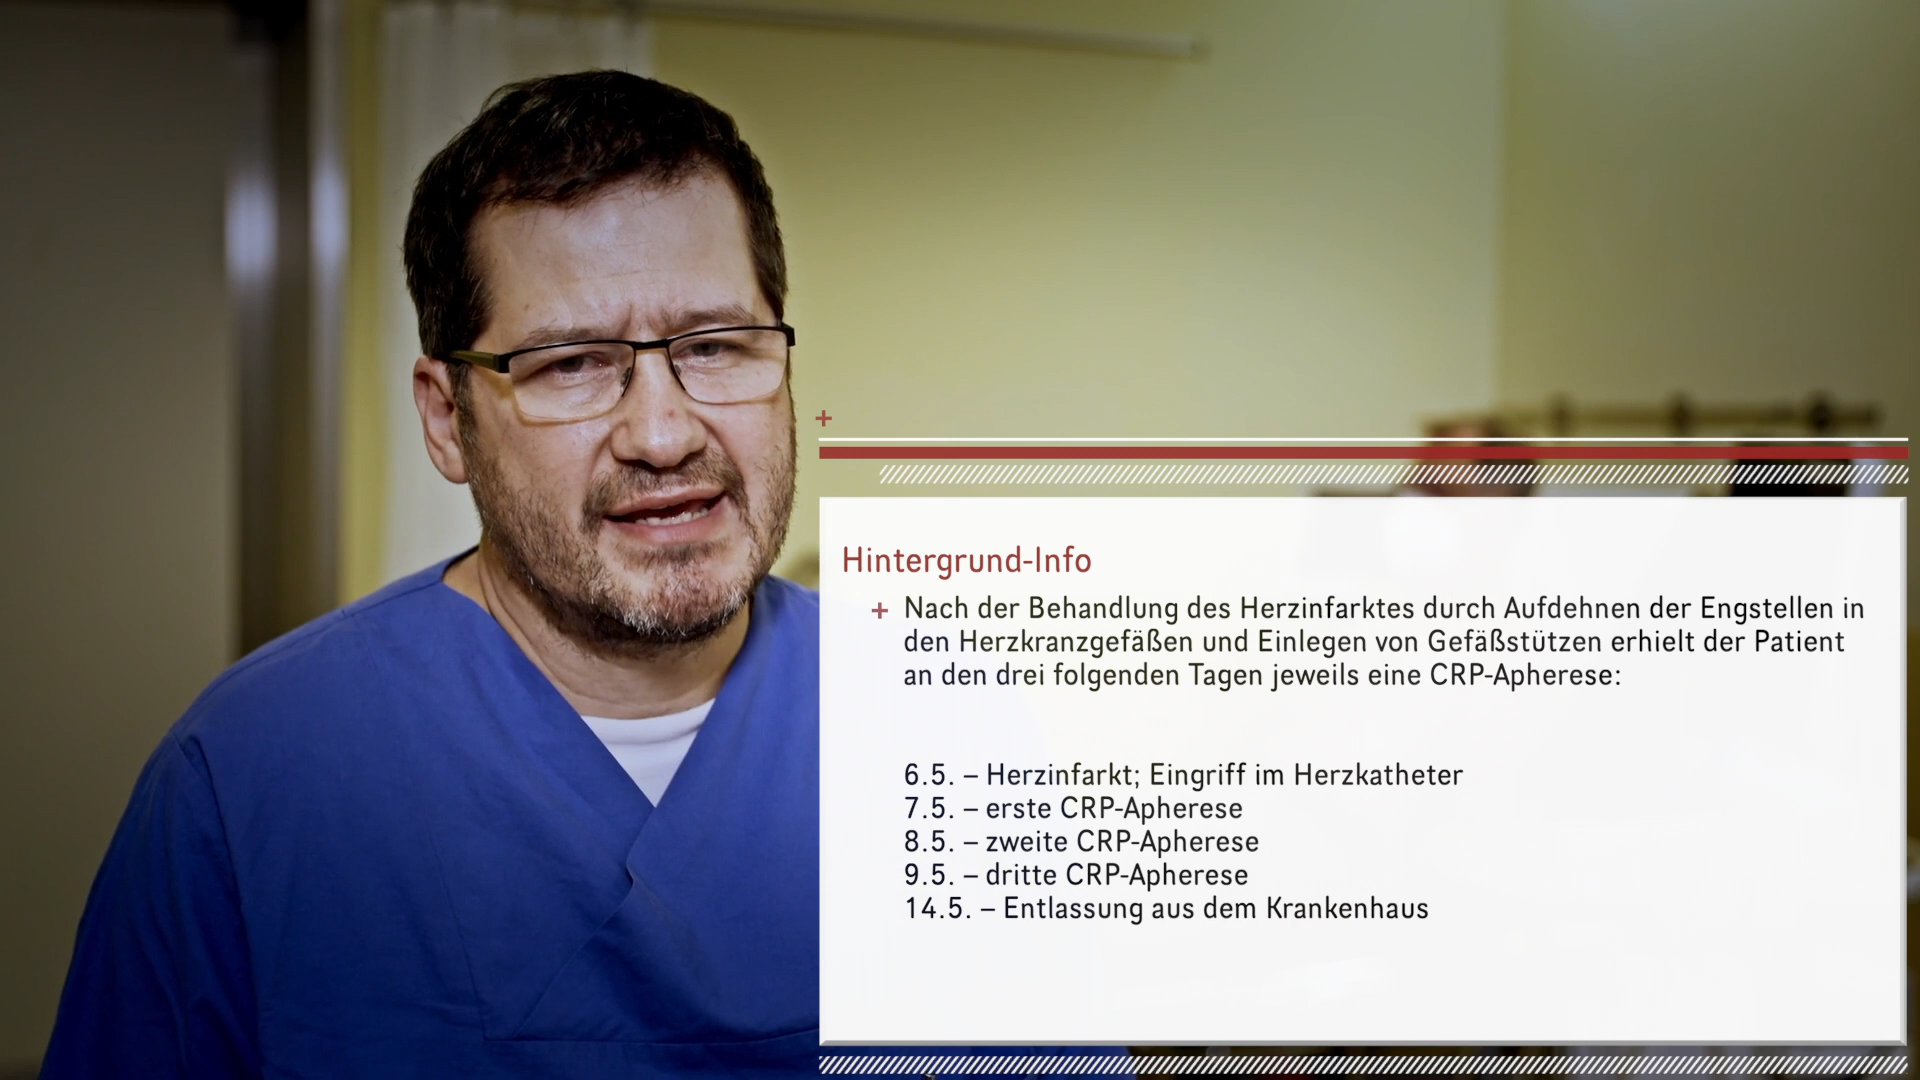 Hintergrund-Info
+ Nach der Behandlung des Herzinfarktes durch Aufdehnen der Engstellen in
den Herzkranzgefäßen und Einlegen von Gefäßstützen erhielt der Patient
an den drei folgenden Tagen jeweils eine CRP-Apherese:
6.5. – Herzinfarkt; Eingriff im Herzkatheter
7.5. – erste CRP-Apherese
8.5. – zweite CRP-Apherese
9.5. – dritte CRP-Apherese
14.5. – Entlassung aus dem Krankenhaus